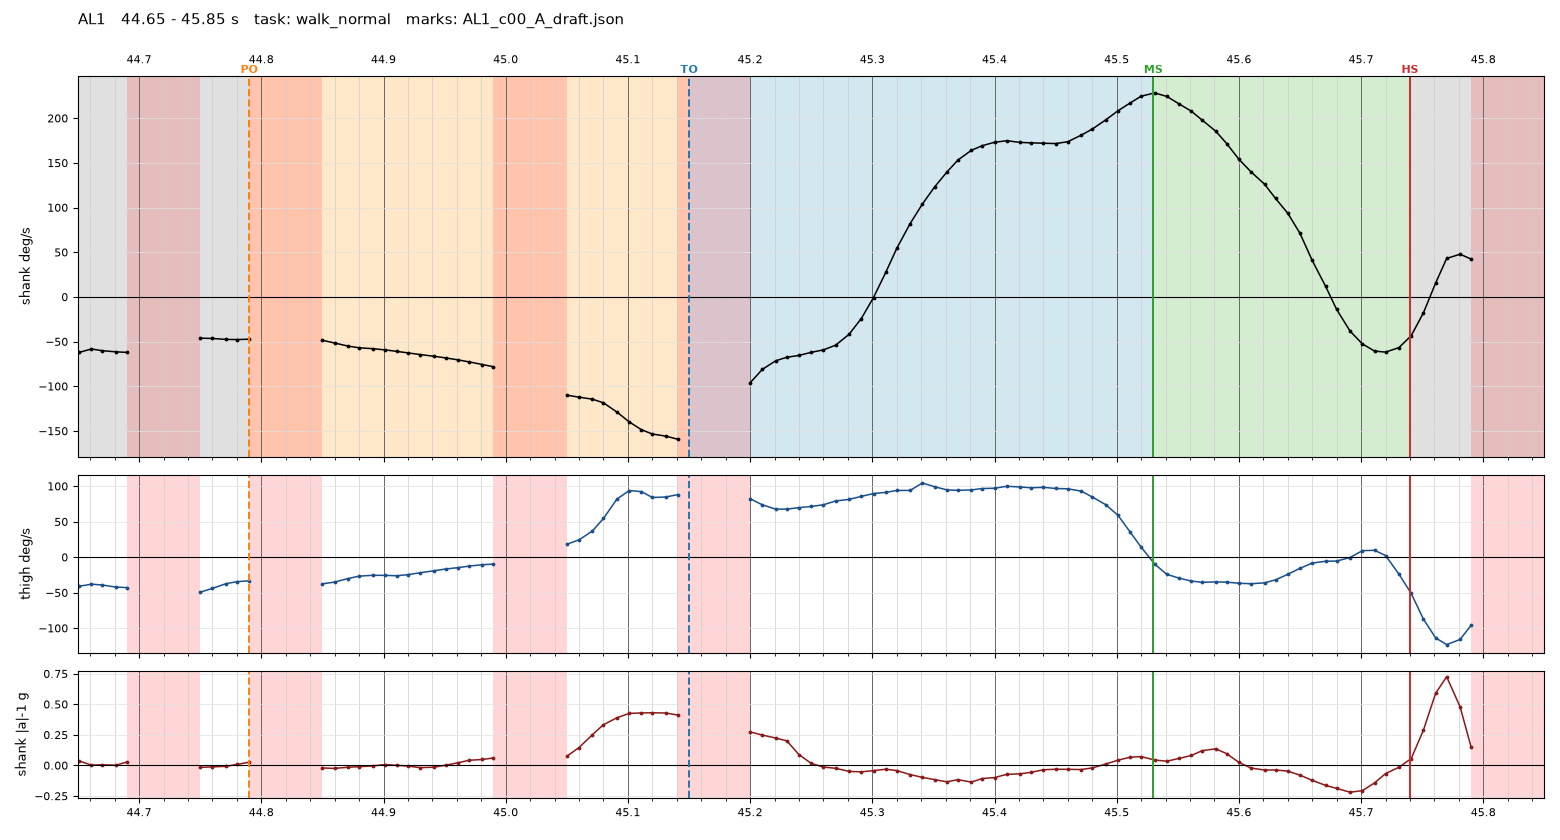 AL1   44.65 - 45.85 s   task: walk_normal   marks: AL1_c00_A_draft.json
44.7 44.8 44.9 45.0 45.1 45.2 45.3 45.4 45.5 45.6 45.7 45.8
PO TO MS HS
shank deg/s
200
150
100
50
0
−50
−100
−150
thigh deg/s
100
50
0
−50
−100
shank |a|-1 g
0.75
0.50
0.25
0.00
−0.25
44.7 44.8 44.9 45.0 45.1 45.2 45.3 45.4 45.5 45.6 45.7 45.8